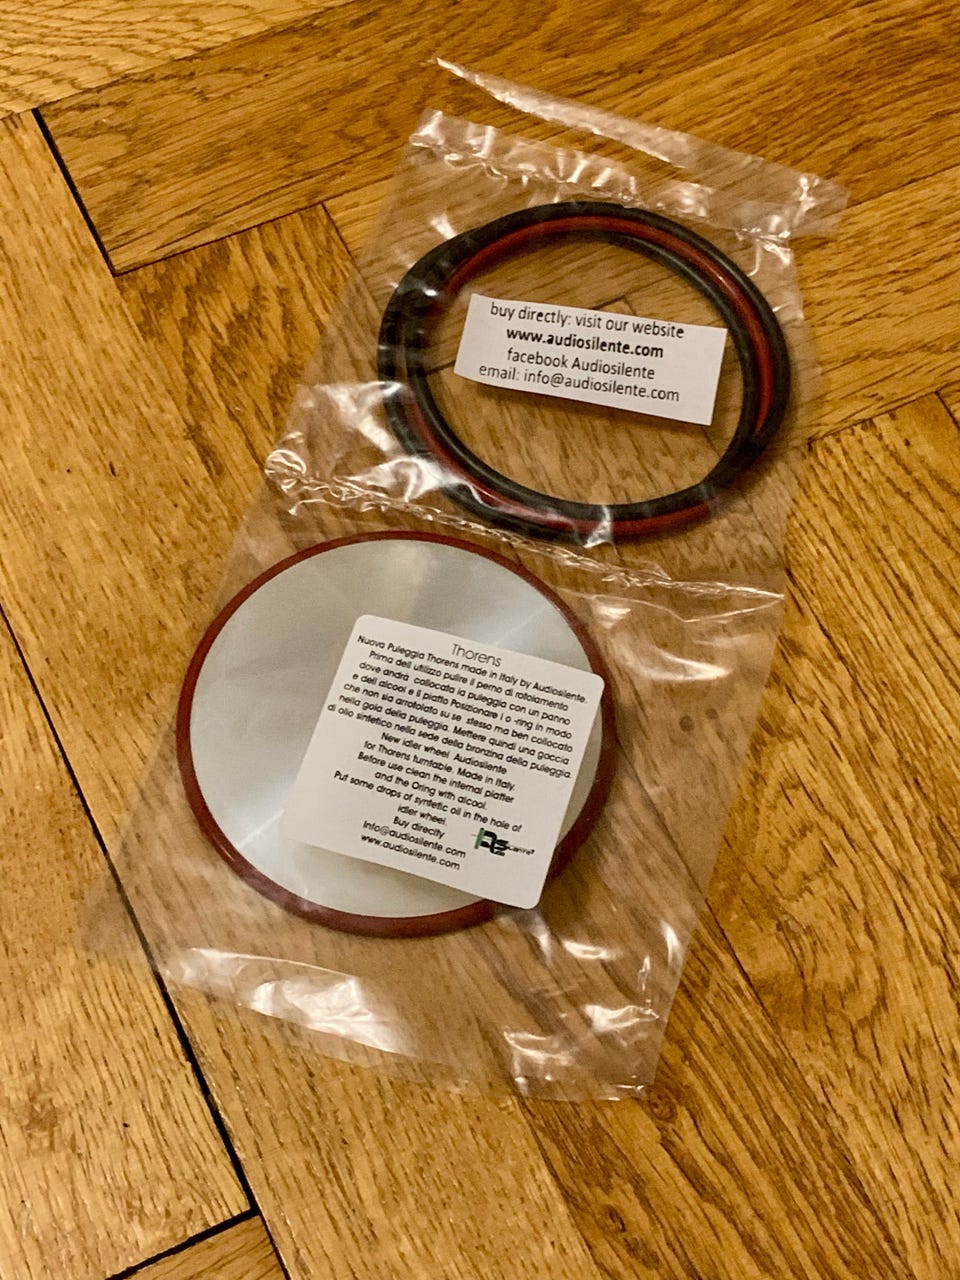 buy directly: visit our website
www.audiosilente.com
facebook Audiosilente
email: info@audiosilente.com
Thorens
Nuova Puleggia Thorens made in Italy by Audiosilente.
Prima dell utilizzo pulire il perno di rotolamento
dove andrà collocata la puleggia con un panno
e dell alcool e il piatto Posizionare l o -ring in modo
che non sia arrotolato su se stesso ma ben collocato
nella gola della puleggia. Mettere quindi una goccia
di olio sintetico nella sede della bronzina della puleggia.
New idler wheel Audiosilente
for Thorens turntable. Made in Italy.
Before use clean the internal platter
and the Oring with alcool.
Put some drops of syntetic oil in the hole of
idler wheel.
Buy direclty
Info@audiosilente.com
www.audiosilente.com